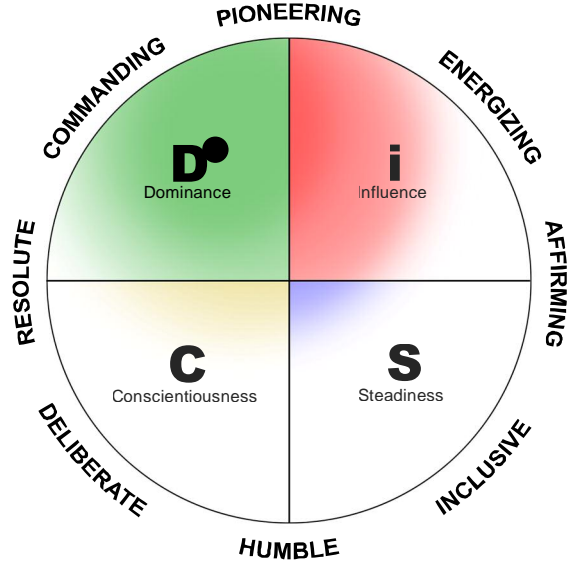 PIONEERING
COMMANDING
ENERGIZING
D
Dominance
i
Influence
RESOLUTE
AFFIRMING
C
Conscientiousness
S
Steadiness
DELIBERATE
INCLUSIVE
HUMBLE